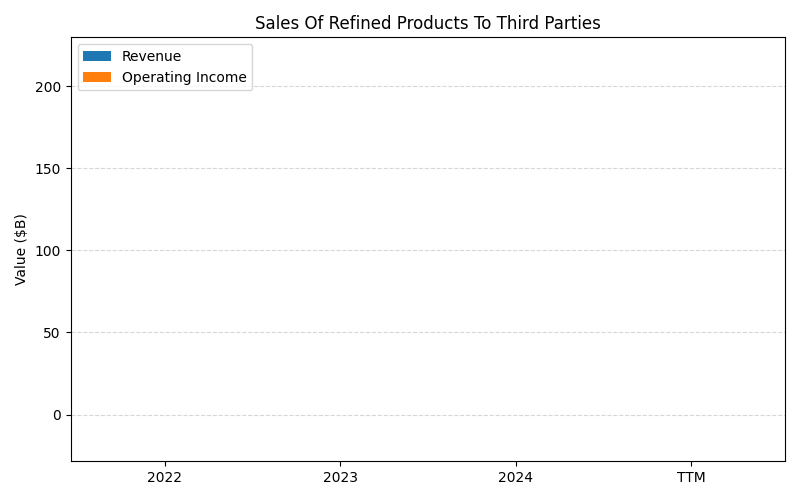 Sales Of Refined Products To Third Parties
Revenue
Operating Income
Value ($B)
200
150
100
50
0
2022
2023
2024
TTM